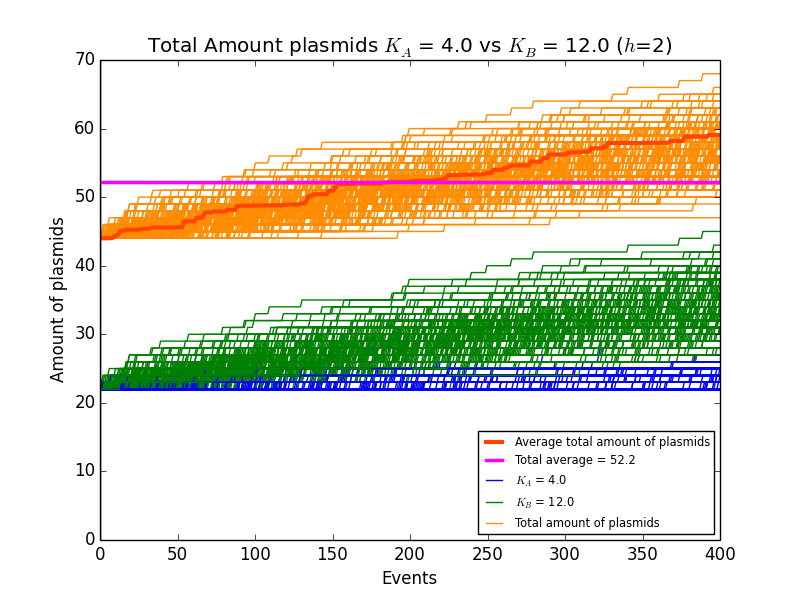 Total Amount plasmids K_A = 4.0 vs K_B = 12.0 (h=2)
Amount of plasmids
70
60
50
40
30
20
10
0
Average total amount of plasmids
Total average = 52.2
K_A = 4.0
K_B = 12.0
Total amount of plasmids
0 50 100 150 200 250 300 350 400
Events